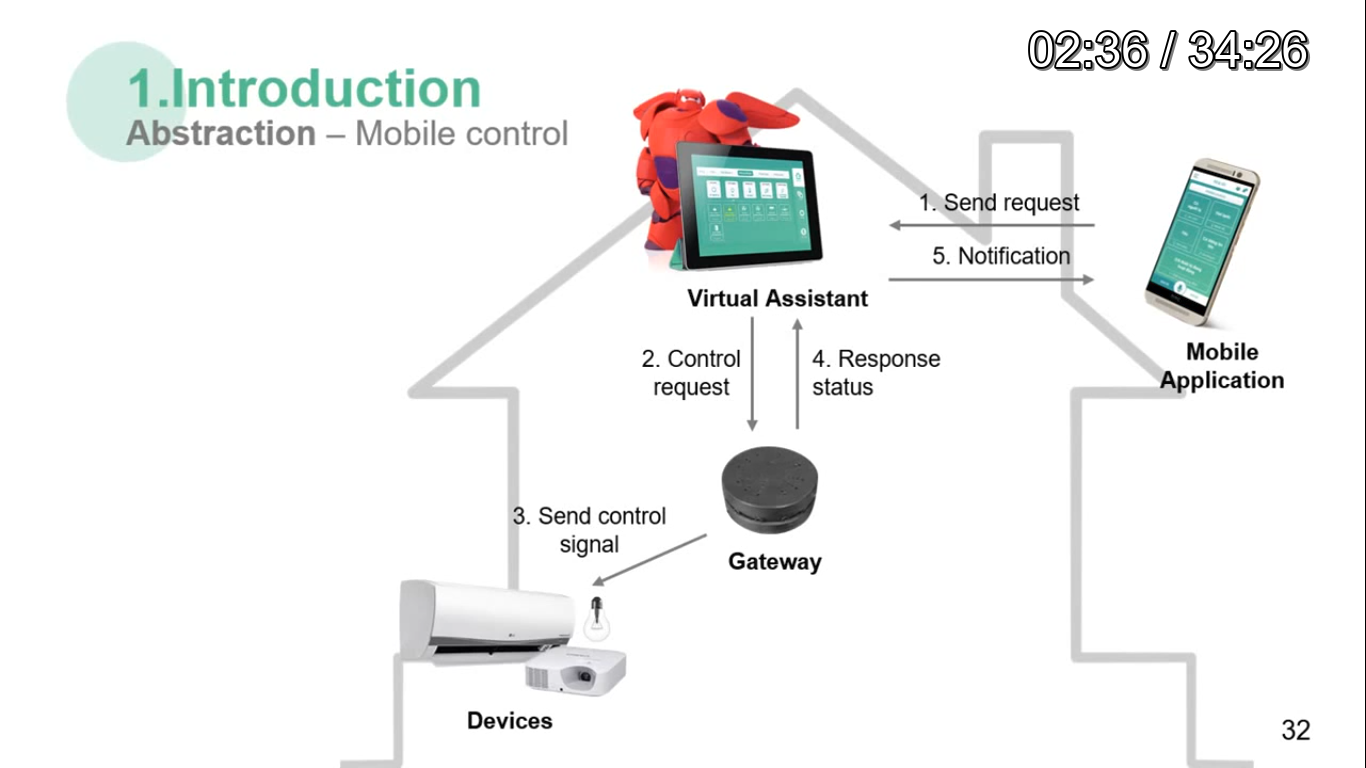 02:36 / 34:26
1.Introduction
Abstraction – Mobile control
1. Send request
5. Notification
Virtual Assistant
Mobile
Application
2. Control
request
4. Response
status
3. Send control
signal
Gateway
Devices
32